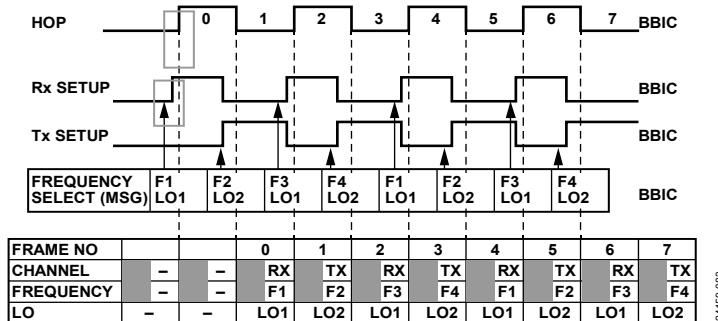 HOP 0 1 2 3 4 5 6 7 BBIC
Rx SETUP BBIC
Tx SETUP BBIC
FREQUENCY SELECT (MSG) F1 F2 F3 F4 F1 F2 F3 F4 BBIC
LO1 LO2 LO1 LO2 LO1 LO2 LO1 LO2
FRAME NO 0 1 2 3 4 5 6 7
CHANNEL – – RX TX RX TX RX TX RX TX
FREQUENCY – – F1 F2 F3 F4 F1 F2 F3 F4
LO – – LO1 LO2 LO1 LO2 LO1 LO2 LO1 LO2